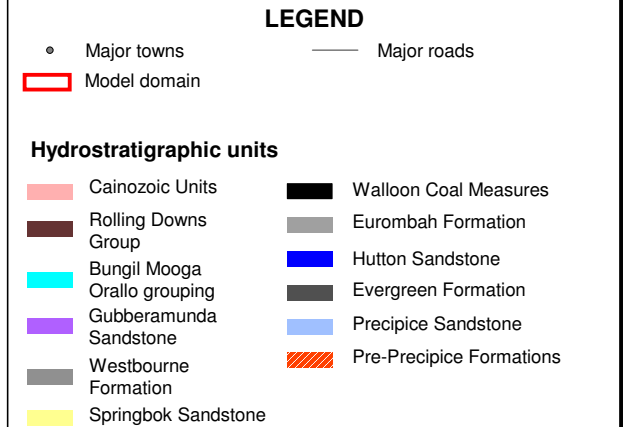 LEGEND
Major towns
Major roads
Model domain
Hydrostratigraphic units
Cainozoic Units
Rolling Downs
Group
Bungil Mooga
Orallo grouping
Gubberamunda
Sandstone
Westbourne
Formation
Springbok Sandstone
Walloon Coal Measures
Eurombah Formation
Hutton Sandstone
Evergreen Formation
Precipice Sandstone
Pre-Precipice Formations